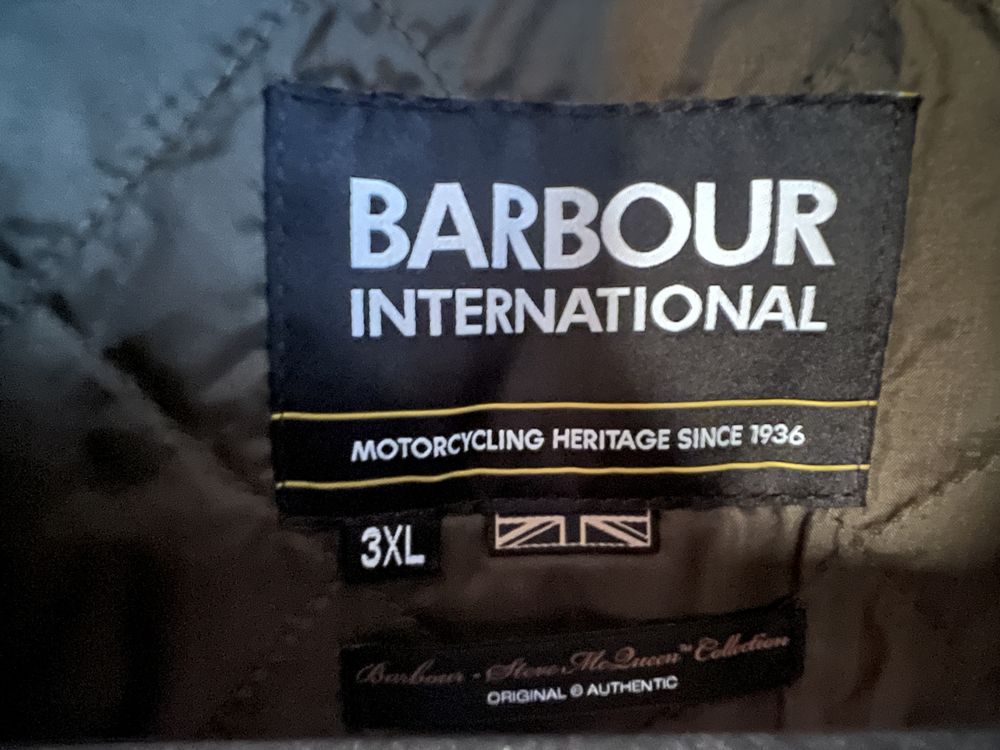 BARBOUR
INTERNATIONAL
MOTORCYCLING HERITAGE SINCE 1936
3XL
Barbour · Steve McQueen™ Collection
ORIGINAL & AUTHENTIC